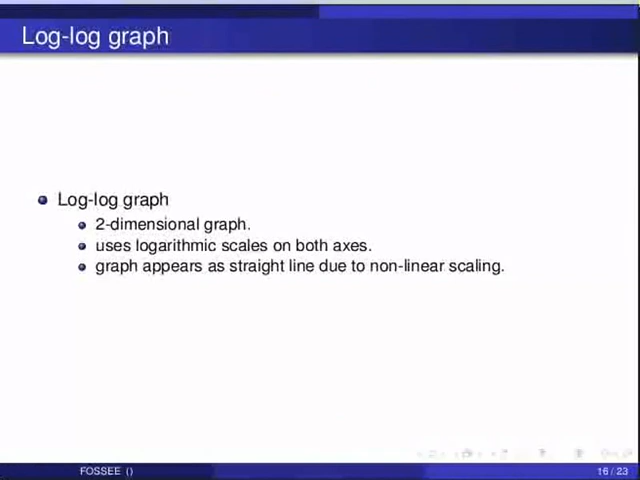 Log-log graph
Log-log graph
2-dimensional graph.
uses logarithmic scales on both axes.
graph appears as straight line due to non-linear scaling.
FOSSEE ()
16 / 23